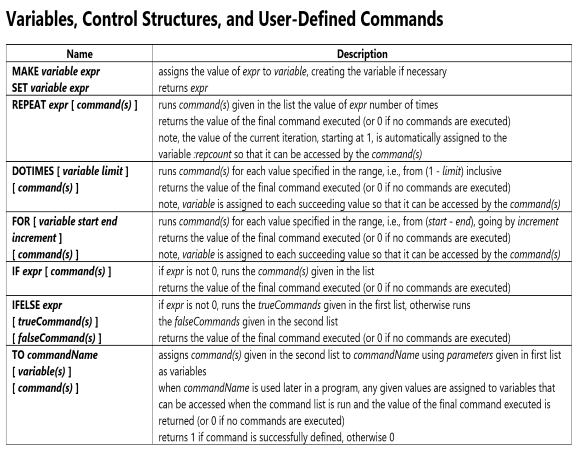 Variables, Control Structures, and User-Defined Commands
Name Description
MAKE variable expr assigns the value of expr to variable, creating the variable if necessary
SET variable expr returns expr
REPEAT expr [ command(s) ] runs command(s) given in the list the value of expr number of times
returns the value of the final command executed (or 0 if no commands are executed)
note, the value of the current iteration, starting at 1, is automatically assigned to the
variable :repcount so that it can be accessed by the command(s)
DOTIMES [ variable limit ] runs command(s) for each value specified in the range, i.e., from (1 - limit) inclusive
[ command(s) ] returns the value of the final command executed (or 0 if no commands are executed)
note, variable is assigned to each succeeding value so that it can be accessed by the command(s)
FOR [ variable start end runs command(s) for each value specified in the range, i.e., from (start - end), going by increment
increment ] returns the value of the final command executed (or 0 if no commands are executed)
[ command(s) ] note, variable is assigned to each succeeding value so that it can be accessed by the command(s)
IF expr [ command(s) ] if expr is not 0, runs the command(s) given in the list
returns the value of the final command executed (or 0 if no commands are executed)
IFELSE expr if expr is not 0, runs the trueCommands given in the first list, otherwise runs
[ trueCommand(s) ] the falseCommands given in the second list
[ falseCommand(s) ] returns the value of the final command executed (or 0 if no commands are executed)
TO commandName assigns command(s) given in the second list to commandName using parameters given in first list
[ variable(s) ] as variables
[ command(s) ] when commandName is used later in a program, any given values are assigned to variables that
can be accessed when the command list is run and the value of the final command executed is
returned (or 0 if no commands are executed)
returns 1 if command is successfully defined, otherwise 0